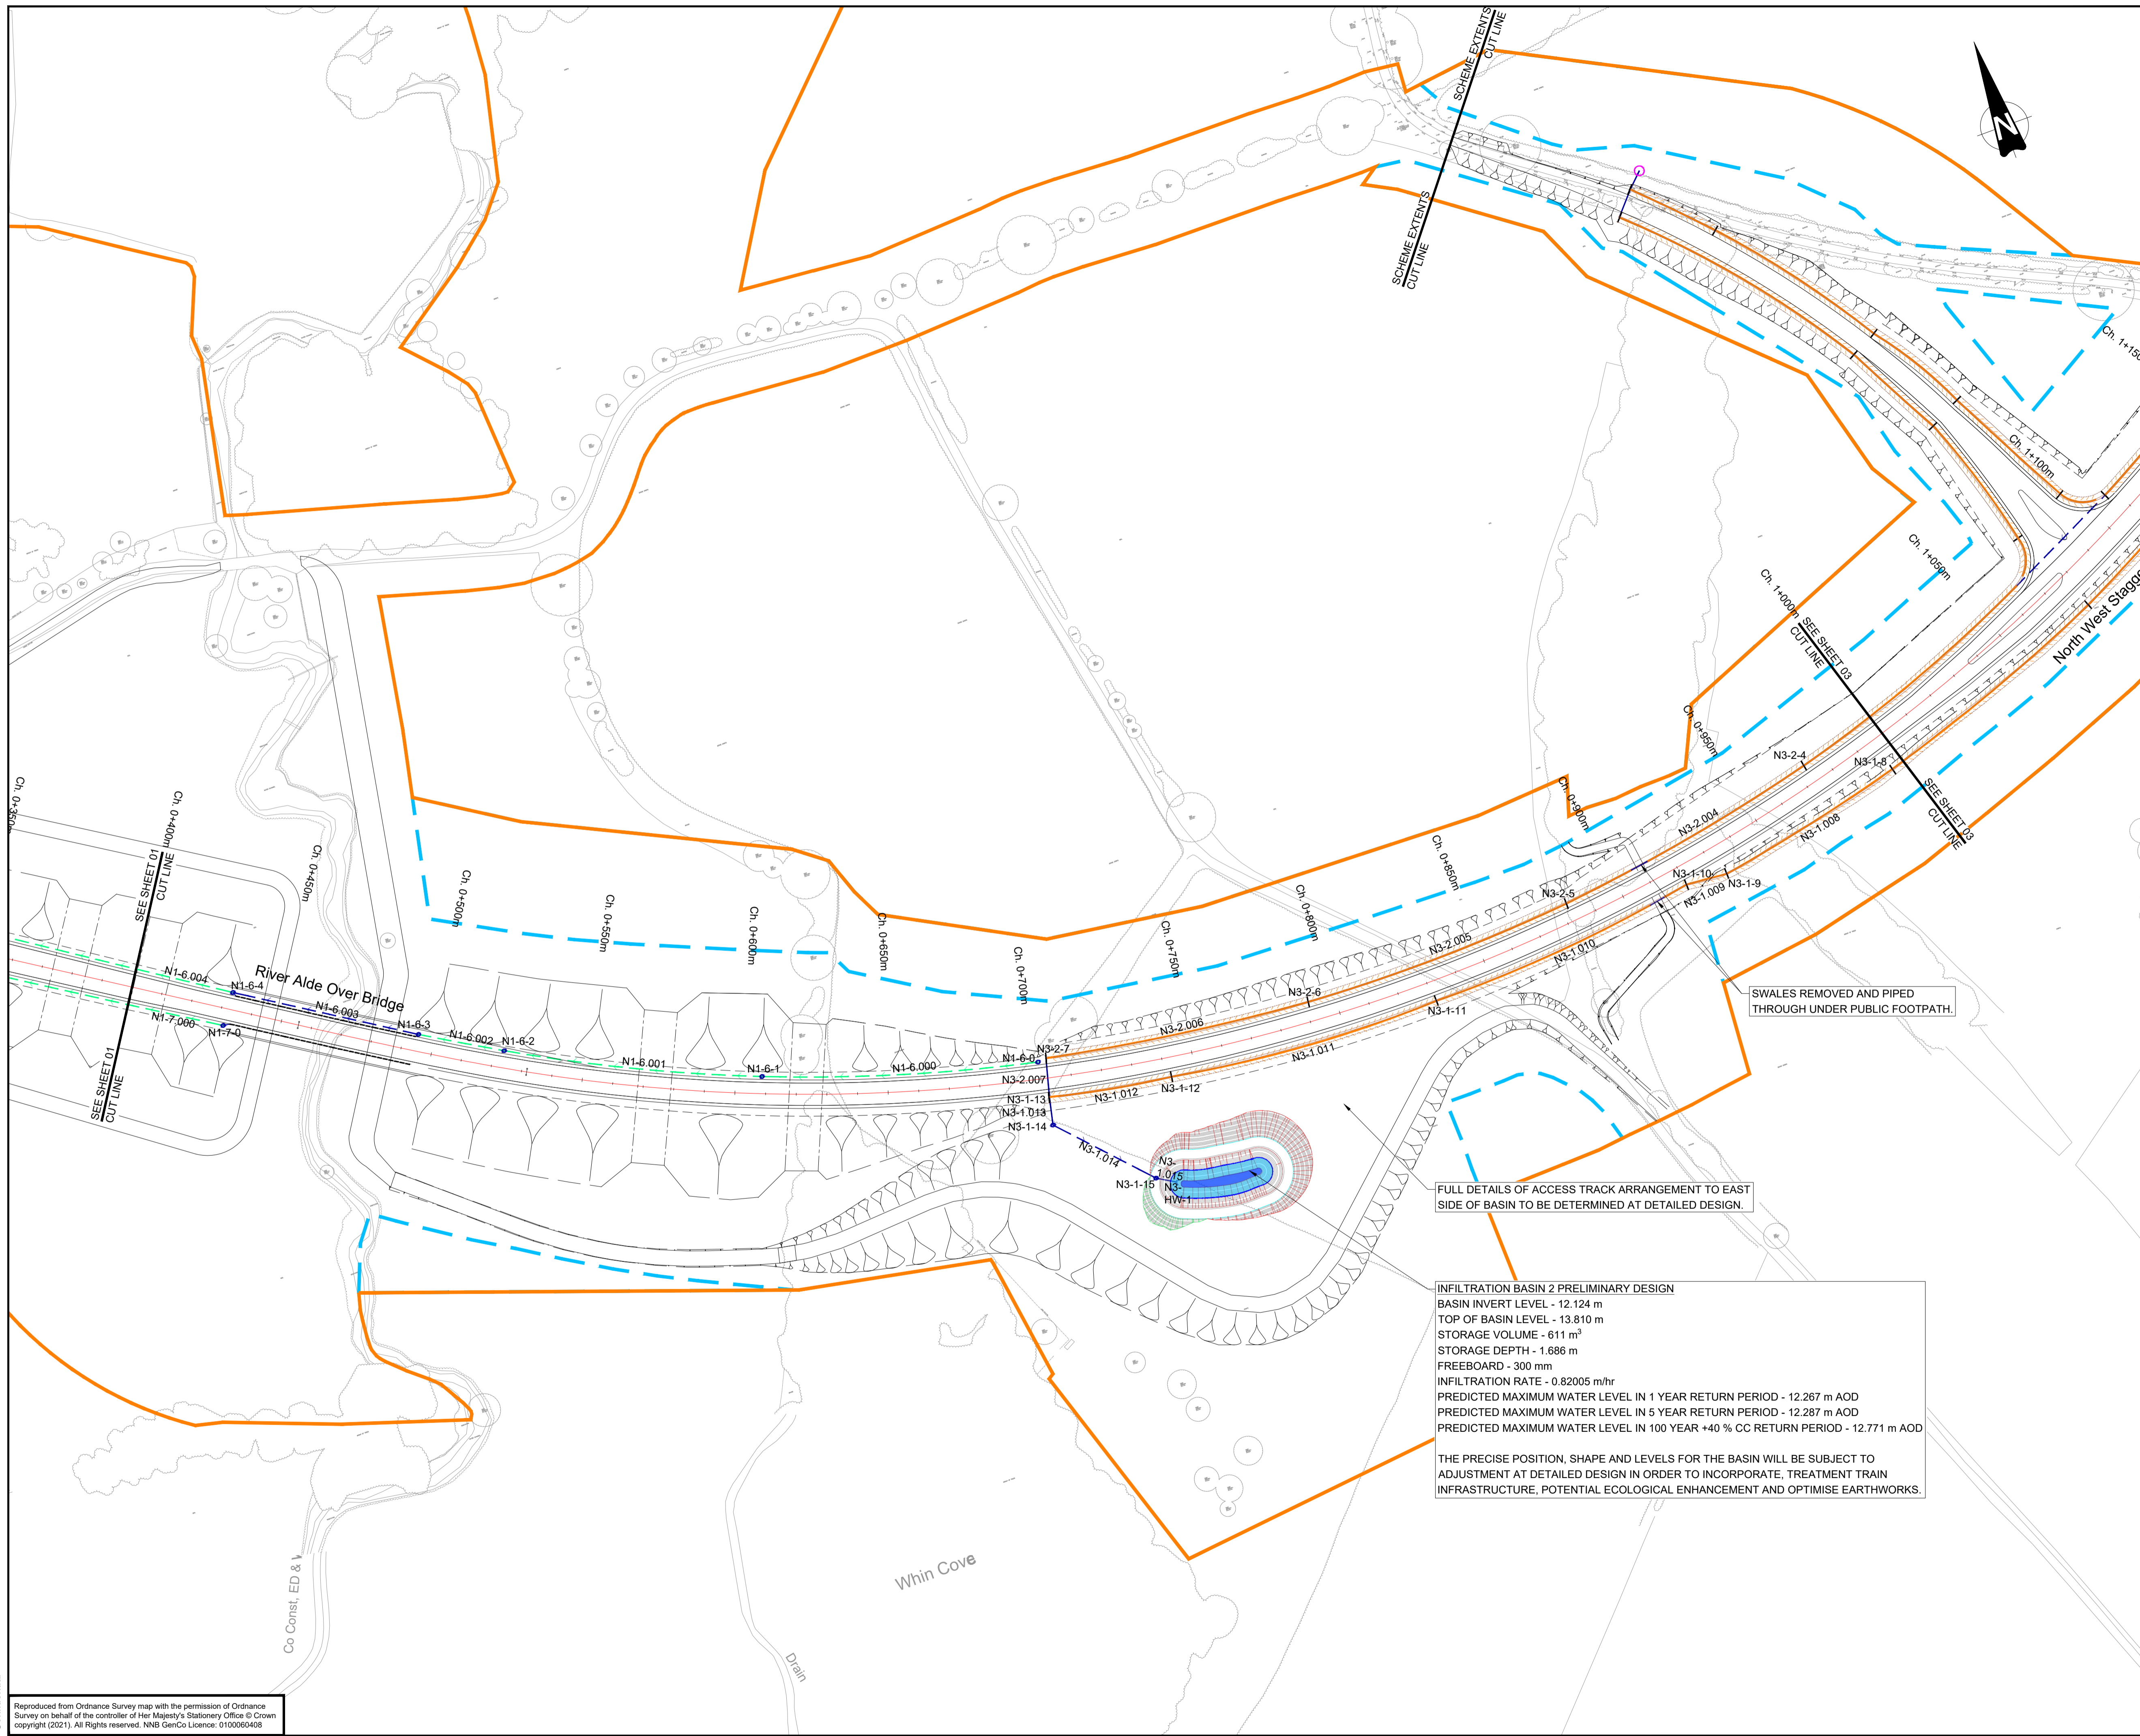 SCHEME EXTENTS
CUT LINE
N
SCHEME EXTENTS
CUT LINE
Ch. 1+150
Ch. 1+100m
Ch. 1+050m
Ch. 1+000m
SEE SHEET 03
CUT LINE
North West Stagg
Ch. 0+950m
N3-2-4
N3-1-8
SEE SHEET 03
CUT LINE
Ch. 0+900m
N3-2.004
N3-1.008
Ch. 0+350m
Ch. 0+400m
SEE SHEET 01
CUT LINE
Ch. 0+450m
Ch. 0+500m
Ch. 0+550m
Ch. 0+600m
Ch. 0+650m
Ch. 0+700m
Ch. 0+750m
Ch. 0+800m
Ch. 0+850m
N3-1-10
N3-1-9
N3-1.009
N3-2-5
N3-2.005
N3-1.010
N1-6.004
N1-6-4
River Alde Over Bridge
N1-6.003
N1-6-3
N1-7.000
N1-7-0
N1-6.002
N1-6-2
N1-6.001
N1-6-1
N1-6.000
N1-6-0
N3-2-7
N3-2.006
N3-2-6
N3-1-11
N3-1.011
N3-2.007
N3-1-13
N3-1.012
N3-1-12
N3-1.013
N3-1-14
N3-1.014
N3-
1.015
N3-1-15
N3-
HW-1
SEE SHEET 01
CUT LINE
SWALES REMOVED AND PIPED
THROUGH UNDER PUBLIC FOOTPATH.
FULL DETAILS OF ACCESS TRACK ARRANGEMENT TO EAST
SIDE OF BASIN TO BE DETERMINED AT DETAILED DESIGN.
INFILTRATION BASIN 2 PRELIMINARY DESIGN
BASIN INVERT LEVEL - 12.124 m
TOP OF BASIN LEVEL - 13.810 m
STORAGE VOLUME - 611 m³
STORAGE DEPTH - 1.686 m
FREEBOARD - 300 mm
INFILTRATION RATE - 0.82005 m/hr
PREDICTED MAXIMUM WATER LEVEL IN 1 YEAR RETURN PERIOD - 12.267 m AOD
PREDICTED MAXIMUM WATER LEVEL IN 5 YEAR RETURN PERIOD - 12.287 m AOD
PREDICTED MAXIMUM WATER LEVEL IN 100 YEAR +40 % CC RETURN PERIOD - 12.771 m AOD
THE PRECISE POSITION, SHAPE AND LEVELS FOR THE BASIN WILL BE SUBJECT TO
ADJUSTMENT AT DETAILED DESIGN IN ORDER TO INCORPORATE, TREATMENT TRAIN
INFRASTRUCTURE, POTENTIAL ECOLOGICAL ENHANCEMENT AND OPTIMISE EARTHWORKS.
Whin Cove
Co Const, ED &
Drain
Reproduced from Ordnance Survey map with the permission of Ordnance
Survey on behalf of the controller of Her Majesty's Stationery Office © Crown
copyright (2021). All Rights reserved. NNB GenCo Licence: 0100060408